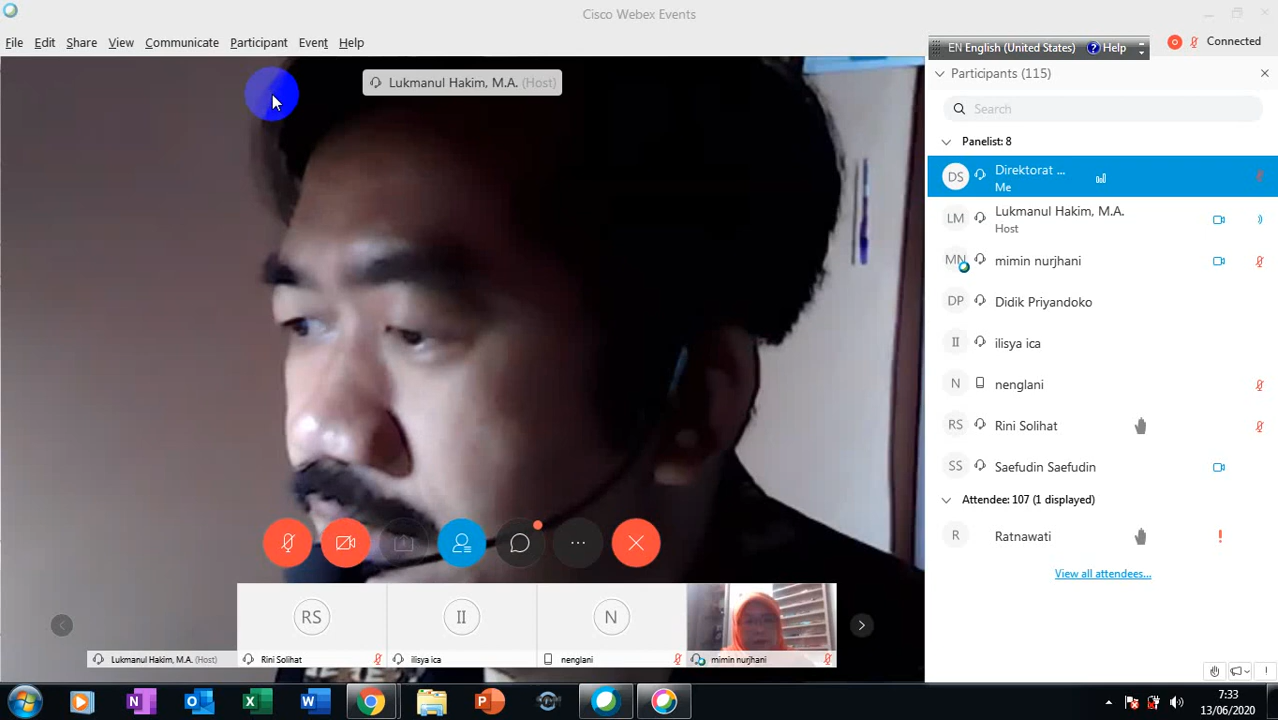 Cisco Webex Events
File Edit Share View Communicate Participant Event Help
EN English (United States) ? Help
Connected
Lukmanul Hakim, M.A. (Host)
Participants (115)
Search
Panelist: 8
DS Direktorat ...
Me
LM Lukmanul Hakim, M.A.
Host
MN mimin nurjhani
DP Didik Priyandoko
II ilisya ica
N nenglani
RS Rini Solihat
SS Saefudin Saefudin
Attendee: 107 (1 displayed)
R Ratnawati
View all attendees...
RS II N
Lukmanul Hakim, M.A. (Host) Rini Solihat ilisya ica nenglani mimin nurjhani
7:33
13/06/2020